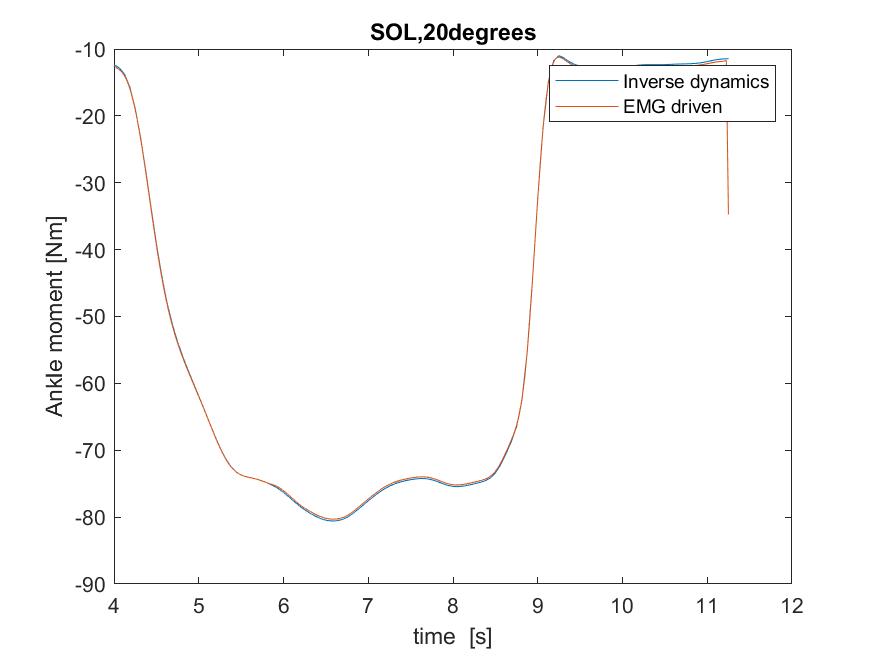 SOL,20degrees
Inverse dynamics
EMG driven
Ankle moment [Nm]
-10
-20
-30
-40
-50
-60
-70
-80
-90
4 5 6 7 8 9 10 11 12
time [s]